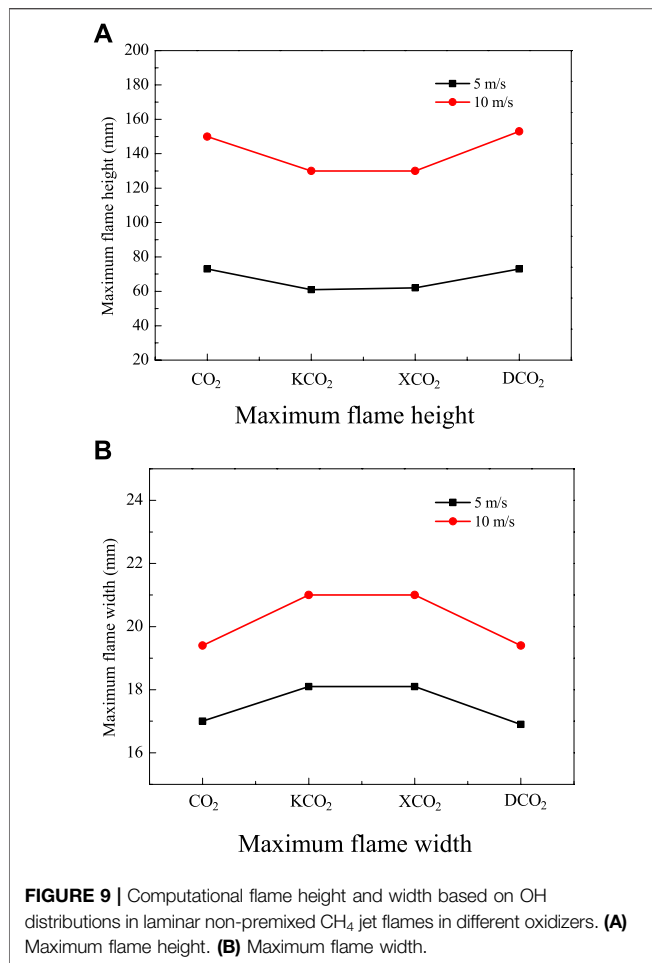 A
200
180
160
140
120
100
80
60
40
20
Maximum flame height (mm)
5 m/s
10 m/s
CO₂ KCO₂ XCO₂ DCO₂
Maximum flame height
B
24
22
20
18
16
Maximum flame width (mm)
5 m/s
10 m/s
CO₂ KCO₂ XCO₂ DCO₂
Maximum flame width
FIGURE 9 | Computational flame height and width based on OH
distributions in laminar non-premixed CH₄ jet flames in different oxidizers. (A)
Maximum flame height. (B) Maximum flame width.